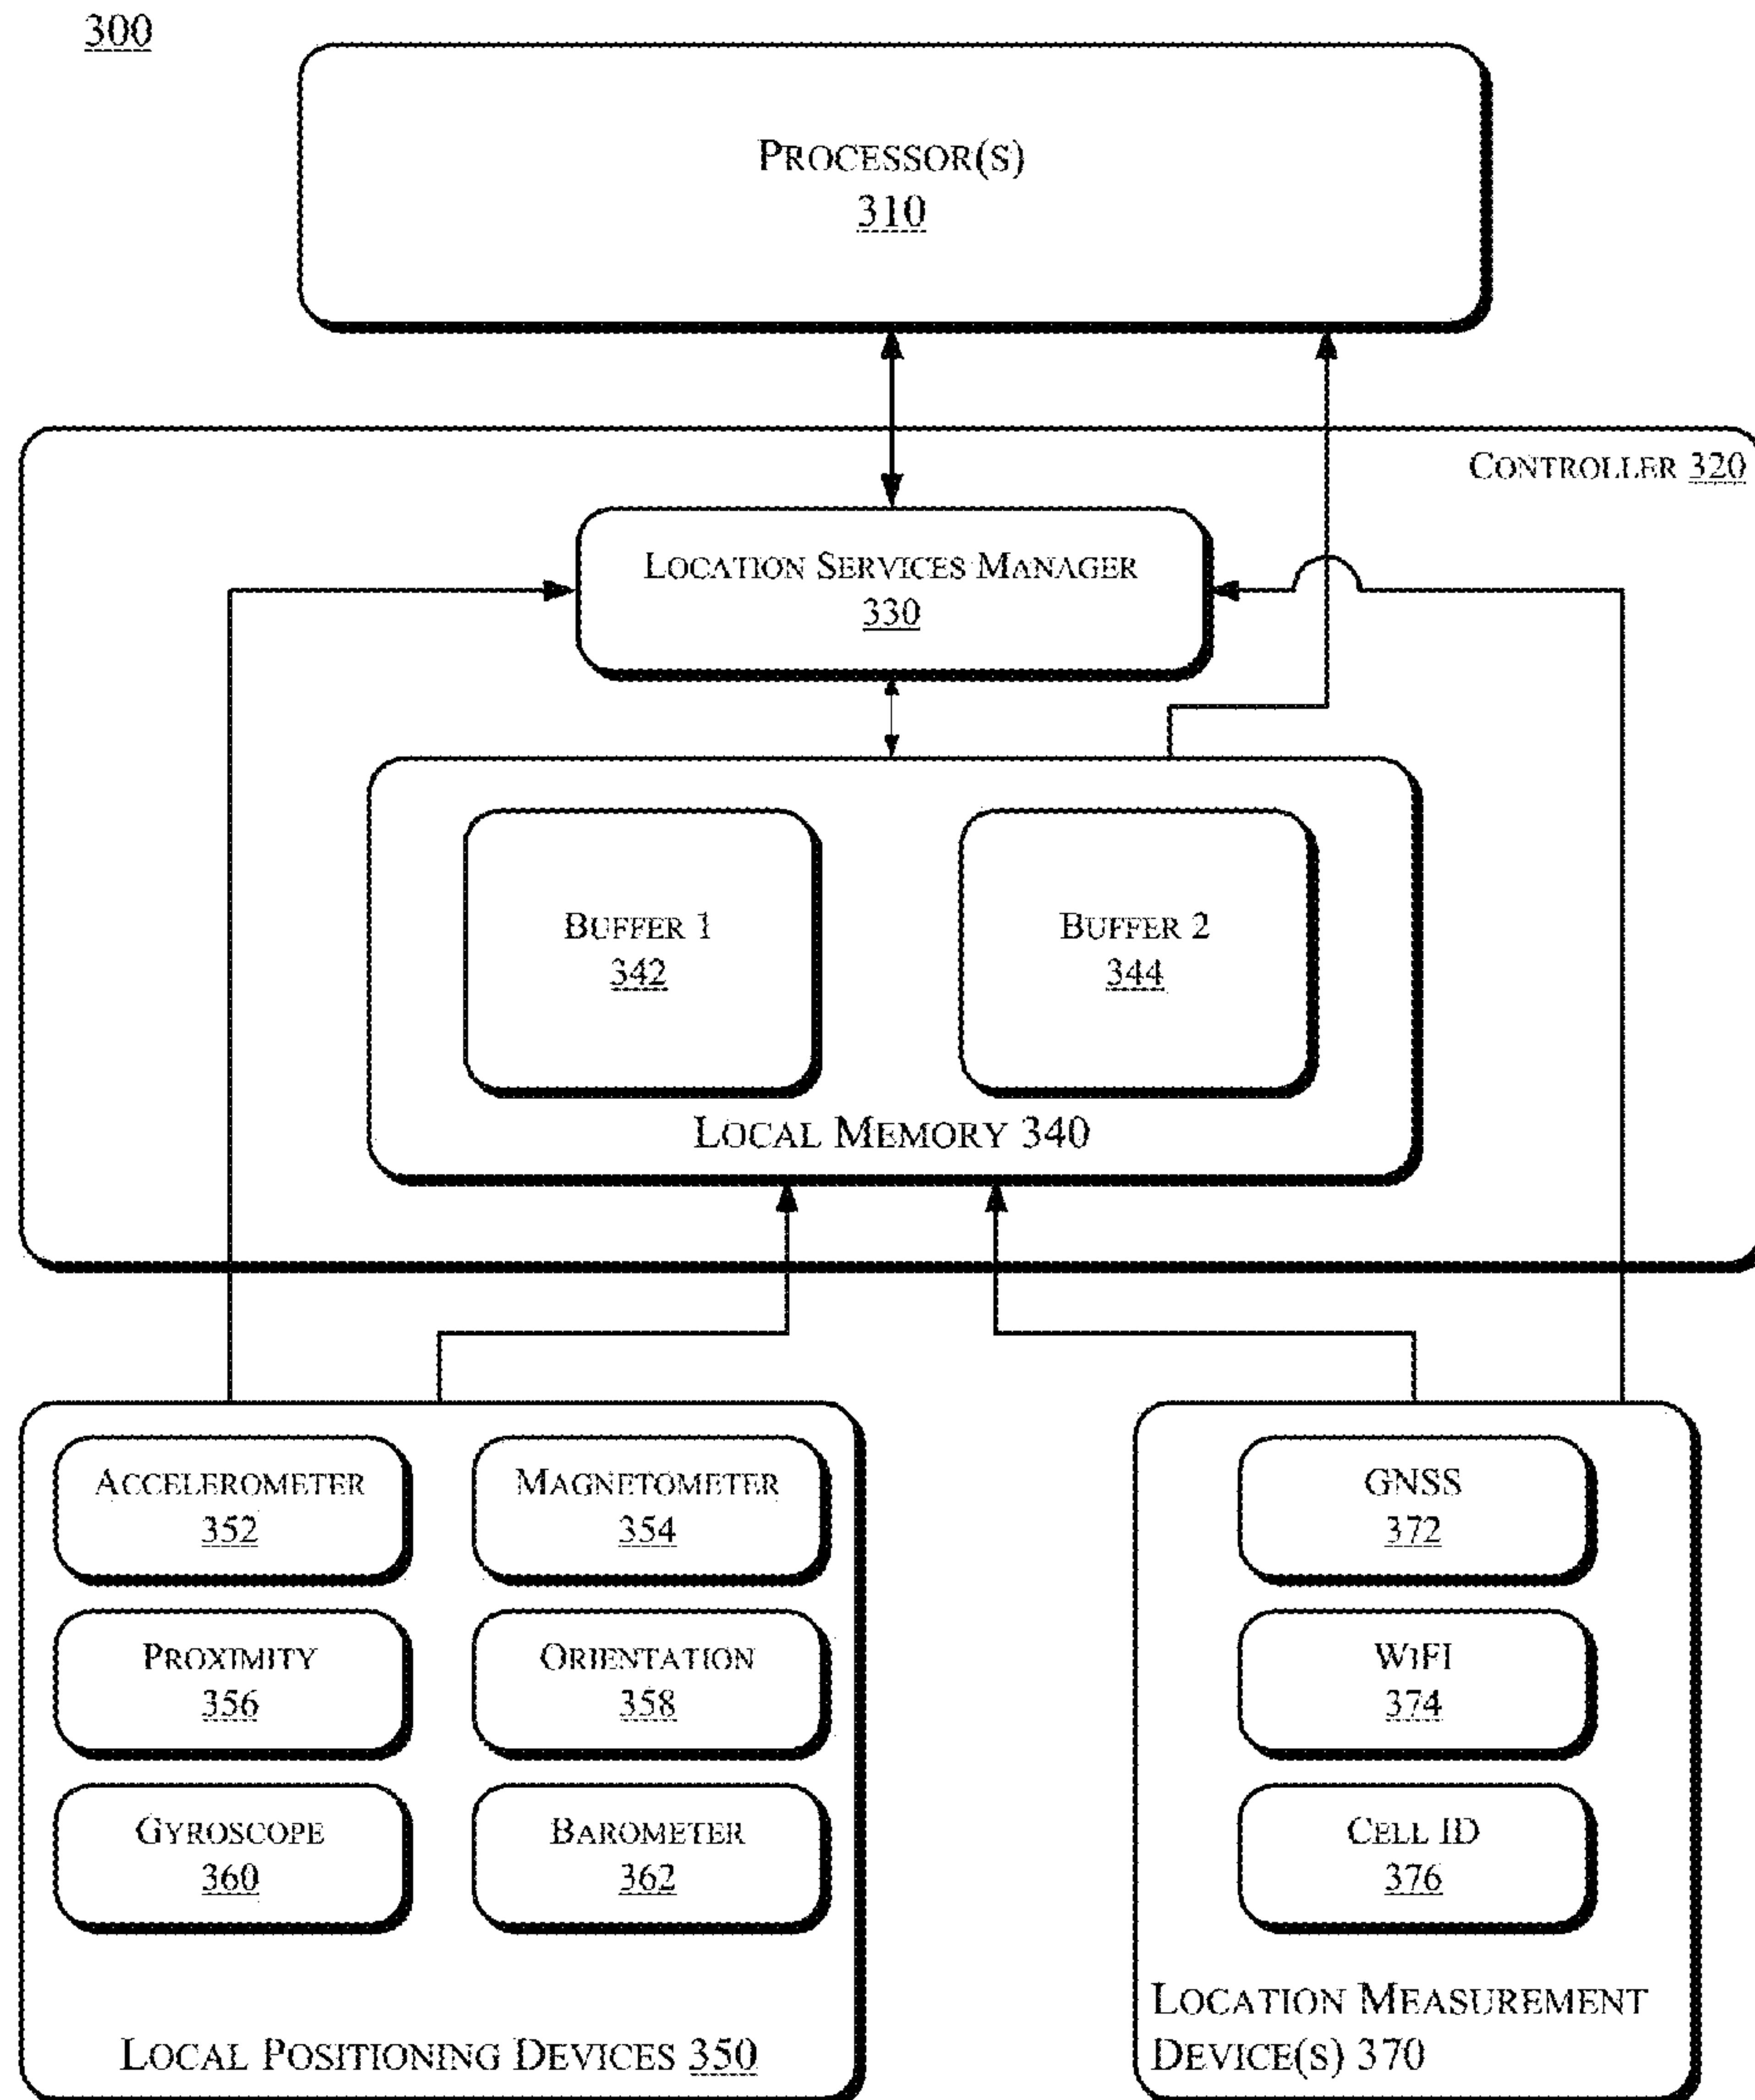 300
PROCESSOR(S)
310
CONTROLLER 320
LOCATION SERVICES MANAGER
330
BUFFER 1
342
BUFFER 2
344
LOCAL MEMORY 340
ACCELEROMETER
352
MAGNETOMETER
354
PROXIMITY
356
ORIENTATION
358
GYROSCOPE
360
BAROMETER
362
LOCAL POSITIONING DEVICES 350
GNSS
372
WIFI
374
CELL ID
376
LOCATION MEASUREMENT
DEVICE(S) 370